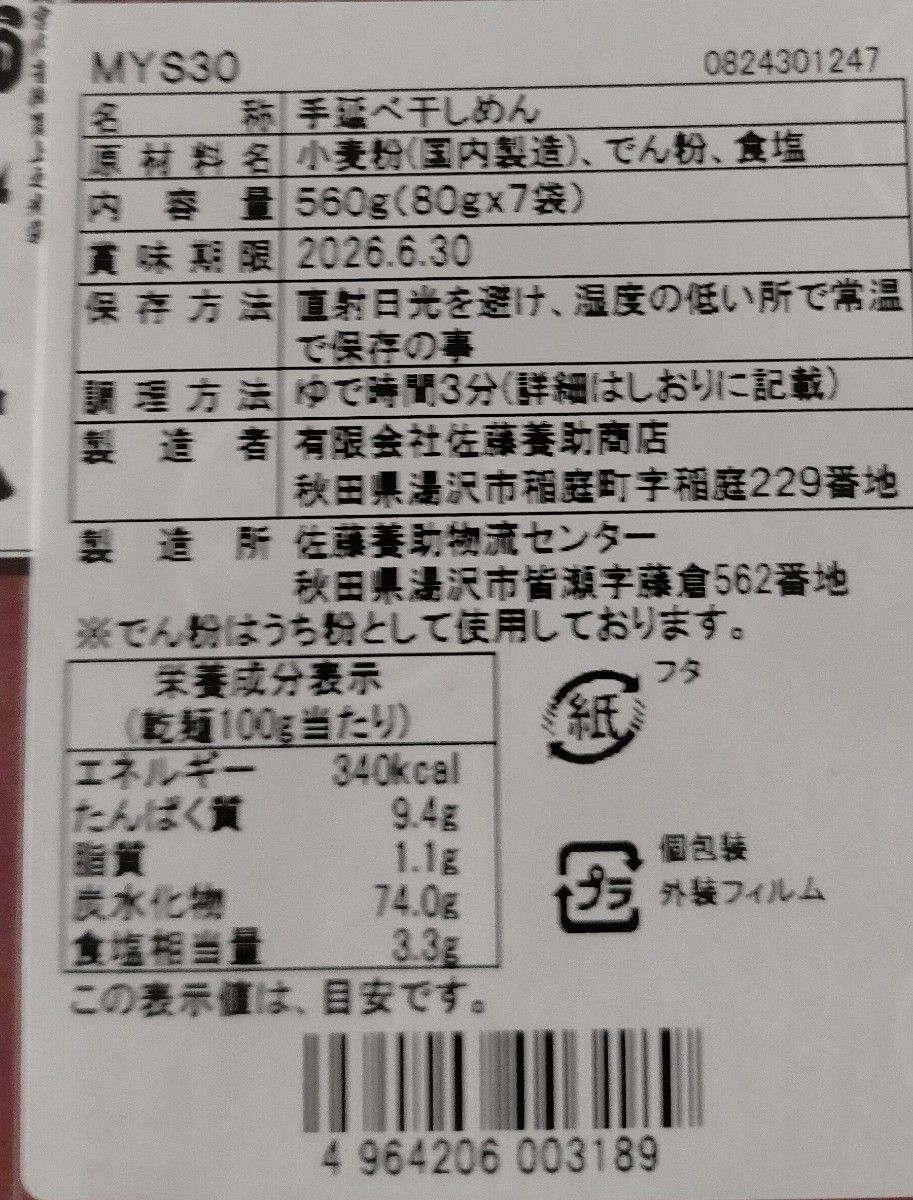 MYS30 0824301247
名称 手延べ干しめん
原材料名 小麦粉(国内製造)、でん粉、食塩
内容量 560g(80g×7袋)
賞味期限 2026.6.30
保存方法 直射日光を避け、湿度の低い所で常温
で保存の事
調理方法 ゆで時間3分(詳細はしおりに記載)
製造者 有限会社佐藤養助商店
秋田県湯沢市稲庭町字稲庭229番地
製造所 佐藤養助物流センター
秋田県湯沢市皆瀬字藤倉562番地
※でん粉はうち粉として使用しております。
栄養成分表示
(乾麺100g当たり)
エネルギー 340kcal
たんぱく質 9.4g
脂質 1.1g
炭水化物 74.0g
食塩相当量 3.3g
この表示値は、目安です。
フタ
紙
個包装
プラ
外装フィルム
4 964206 003189